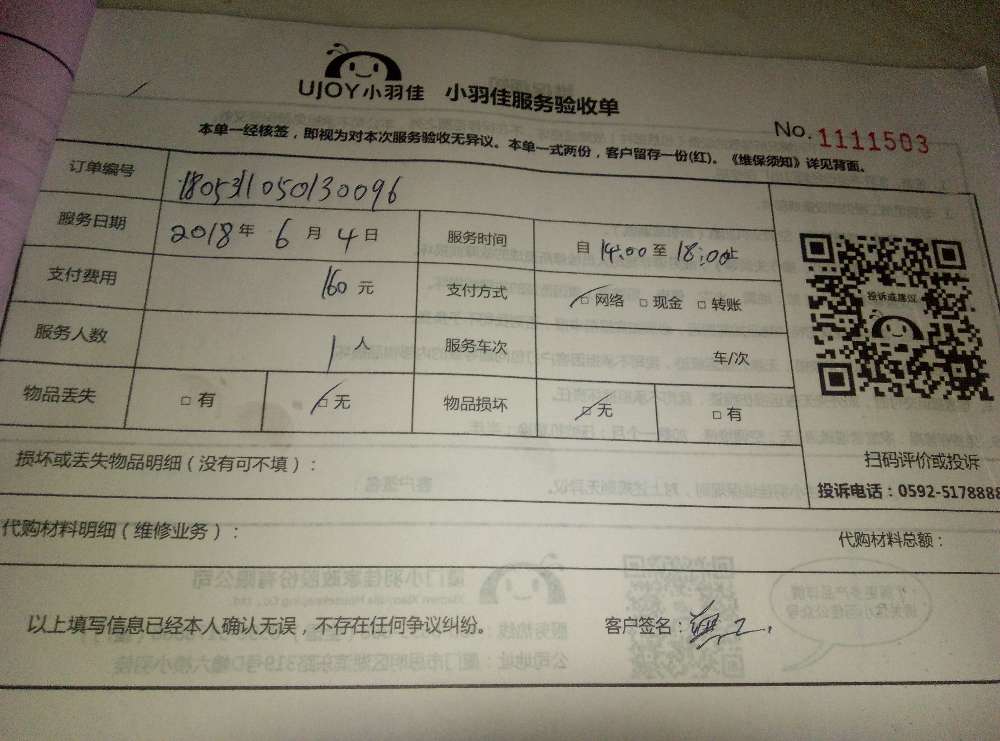 UJOY小羽佳 小羽佳服务验收单
No.1111503
本单一经核签，即视为对本次服务验收无异议。本单一式两份，客户留存一份(红)。《维保须知》详见背面。
订单编号 180531050130096
服务日期 2018年 6月 4日 服务时间 自 14:00 至 18:00 止
支付费用 160元 支付方式 □网络 □现金 □转账
投诉或建议
服务人数 1人 服务车次 车/次
物品丢失 □有 □无 物品损坏 □无 □有
扫码评价或投诉
损坏或丢失物品明细（没有可不填）：
投诉电话：0592-5178888
代购材料明细（维修业务）： 代购材料总额：
以上填写信息已经本人确认无误，不存在任何争议纠纷。 客户签名：